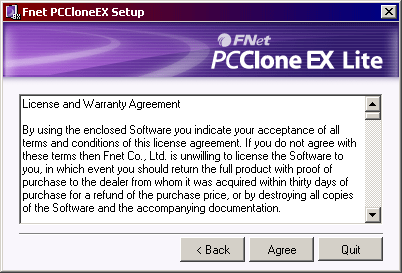 Fnet PCCloneEX Setup
FNet
PCClone EX Lite
License and Warranty Agreement
By using the enclosed Software you indicate your acceptance of all
terms and conditions of this license agreement. If you do not agree with
these terms then Fnet Co., Ltd. is unwilling to license the Software to
you, in which event you should return the full product with proof of
purchase to the dealer from whom it was acquired within thirty days of
purchase for a refund of the purchase price, or by destroying all copies
of the Software and the accompanying documentation.
< Back
Agree
Quit